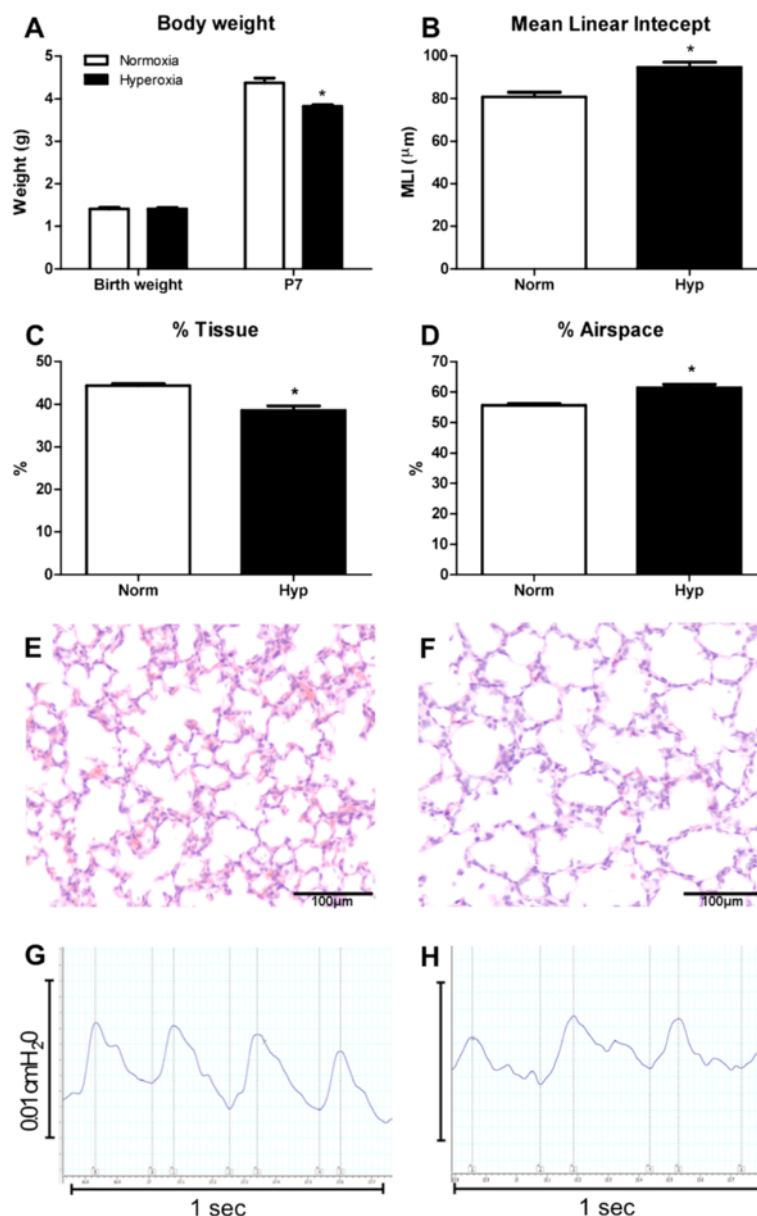 A
Body weight
Normoxia
Hyperoxia
Weight (g)
5
4
3
2
1
0
*
Birth weight
P7
B
Mean Linear Intecept
MLI (μm)
100
80
60
40
20
0
*
Norm
Hyp
C
% Tissue
%
50
40
30
20
10
0
*
Norm
Hyp
D
% Airspace
%
70
60
50
40
30
20
10
0
*
Norm
Hyp
E
100μm
F
100μm
G
0.01 cmH₂0
1 sec
H
1 sec